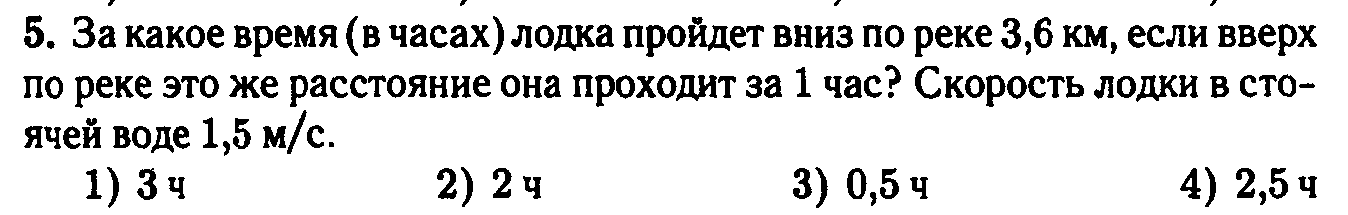 5. За какое время (в часах) лодка пройдет вниз по реке 3,6 км, если вверх
по реке это же расстояние она проходит за 1 час? Скорость лодки в сто-
ячей воде 1,5 м/с.
1) 3 ч 2) 2 ч 3) 0,5 ч 4) 2,5 ч